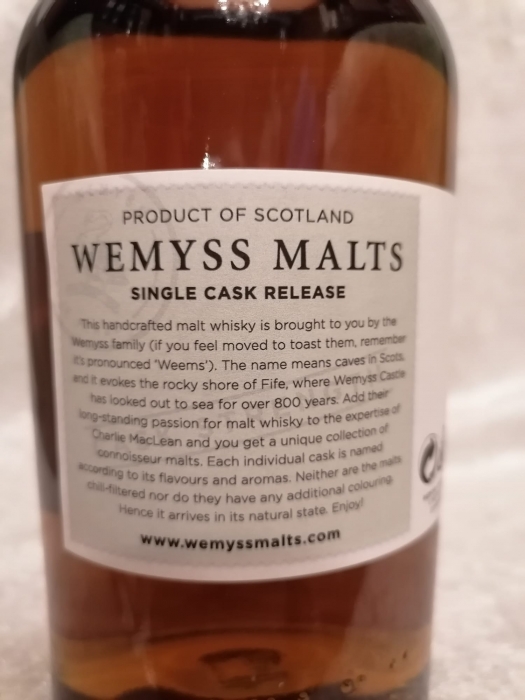 PRODUCT OF SCOTLAND
WEMYSS MALTS
SINGLE CASK RELEASE
This handcrafted malt whisky is brought to you by the
Wemyss family (if you feel moved to toast them, remember
it's pronounced 'Weems'). The name means caves in Scots,
and it evokes the rocky shore of Fife, where Wemyss Castle
has looked out to sea for over 800 years. Add their
long-standing passion for malt whisky to the expertise of
Charlie MacLean and you get a unique collection of
connoisseur malts. Each individual cask is named
according to its flavours and aromas. Neither are the malts
chill-filtered nor do they have any additional colouring.
Hence it arrives in its natural state. Enjoy!
www.wemyssmalts.com